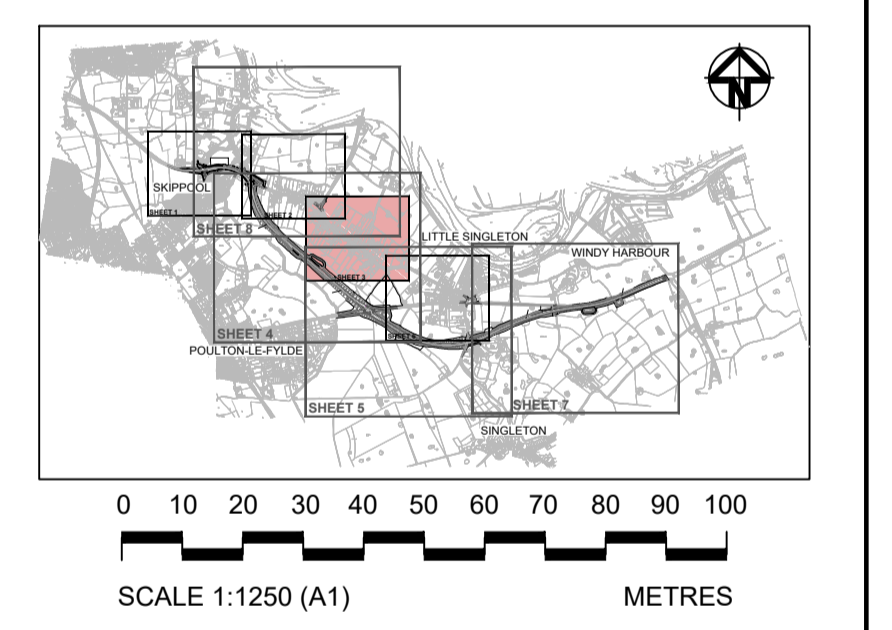 N
SKIPPOOL
SHEET 1
SHEET 2
SHEET 8
LITTLE SINGLETON
WINDY HARBOUR
SHEET 3
SHEET 4
POULTON-LE-FYLDE
SHEET 5
SHEET 7
SINGLETON
0 10 20 30 40 50 60 70 80 90 100
SCALE 1:1250 (A1) METRES